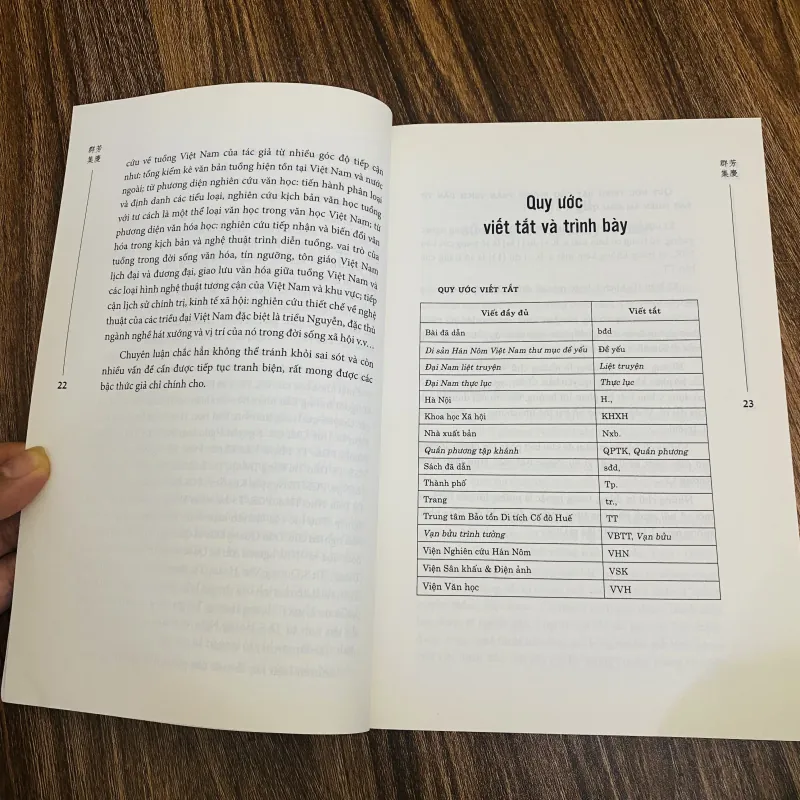 群芳
集慶
cứu về tuồng Việt Nam của tác giả từ nhiều góc độ tiếp cận
như: tổng kiểm kê văn bản tuồng hiện tồn tại Việt Nam và nước
ngoài; từ phương diện nghiên cứu văn học: tiến hành phân loại
và định danh các tiểu loại, nghiên cứu kịch bản văn học tuồng
với tư cách là một thể loại văn học trong văn học Việt Nam; từ
phương diện văn hóa học: nghiên cứu tiếp nhận và biến đổi văn
hóa trong kịch bản và nghệ thuật trình diễn tuồng, vai trò của
tuồng trong đời sống văn hóa, tín ngưỡng, tôn giáo Việt Nam
lịch đại và đương đại, giao lưu văn hóa giữa tuồng Việt Nam và
các loại hình nghệ thuật tương cận của Việt Nam và khu vực; tiếp
cận lịch sử chính trị, kinh tế xã hội: nghiên cứu thiết chế về nghệ
thuật của các triều đại Việt Nam đặc biệt là triều Nguyễn, đặc thù
ngành nghề hát xướng và vị trí của nó trong đời sống xã hội v.v…
Chuyên luận chắc hẳn không thể tránh khỏi sai sót và còn
nhiều vấn đề cần được tiếp tục tranh biện, rất mong được các
bậc thức giả chỉ chính cho.
22
群芳
集慶
Quy ước
viết tắt và trình bày
QUY ƯỚC VIẾT TẮT
Viết đầy đủ Viết tắt
Bài đã dẫn bđd
Di sản Hán Nôm Việt Nam thư mục đề yếu Đề yếu
Đại Nam liệt truyện Liệt truyện
Đại Nam thực lục Thực lục
Hà Nội H.,
Khoa học Xã hội KHXH
Nhà xuất bản Nxb.
Quần phương tập khánh QPTK, Quần phương
Sách đã dẫn sđd,
Thành phố Tp.
Trang tr.,
Trung tâm Bảo tồn Di tích Cố đô Huế TT
Vạn bửu trình tường VBTT, Vạn bửu
Viện Nghiên cứu Hán Nôm VHN
Viện Sân khấu & Điện ảnh VSK
Viện Văn học VVH
23